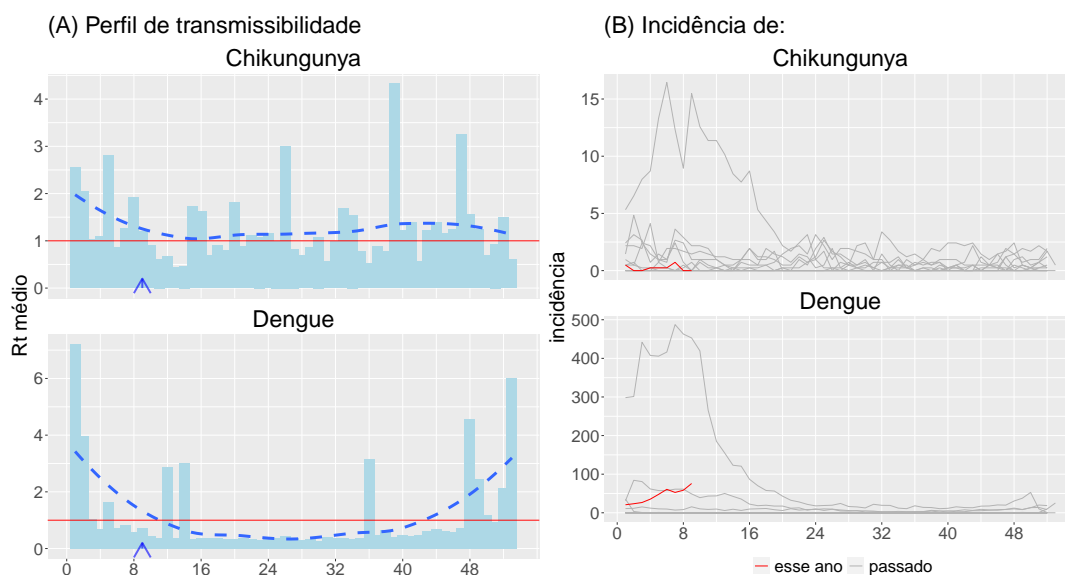 (A) Perfil de transmissibilidade
Chikungunya
4
3
2
1
0
Dengue
6
4
2
0
Rt médio
0 8 16 24 32 40 48
(B) Incidência de:
Chikungunya
15
10
5
0
Dengue
500
400
300
200
100
0
incidência
0 8 16 24 32 40 48
esse ano passado